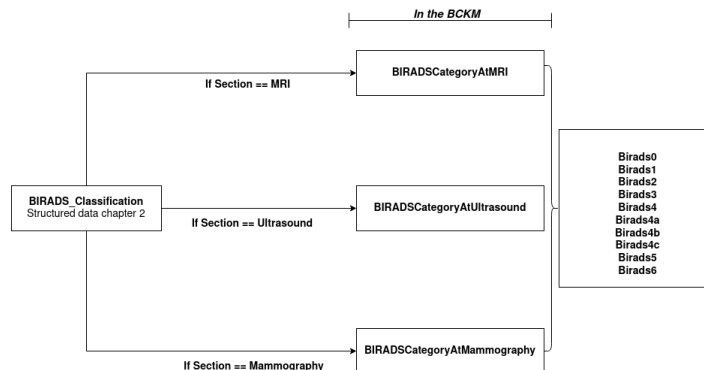 In the BCKM
BIRADSCategoryAtMRI
If Section == MRI
BIRADS_Classification
Structured data chapter 2
If Section == Ultrasound
BIRADSCategoryAtUltrasound
Birads0
Birads1
Birads2
Birads3
Birads4
Birads4a
Birads4b
Birads4c
Birads5
Birads6
BIRADSCategoryAtMammography
If Section == Mammography